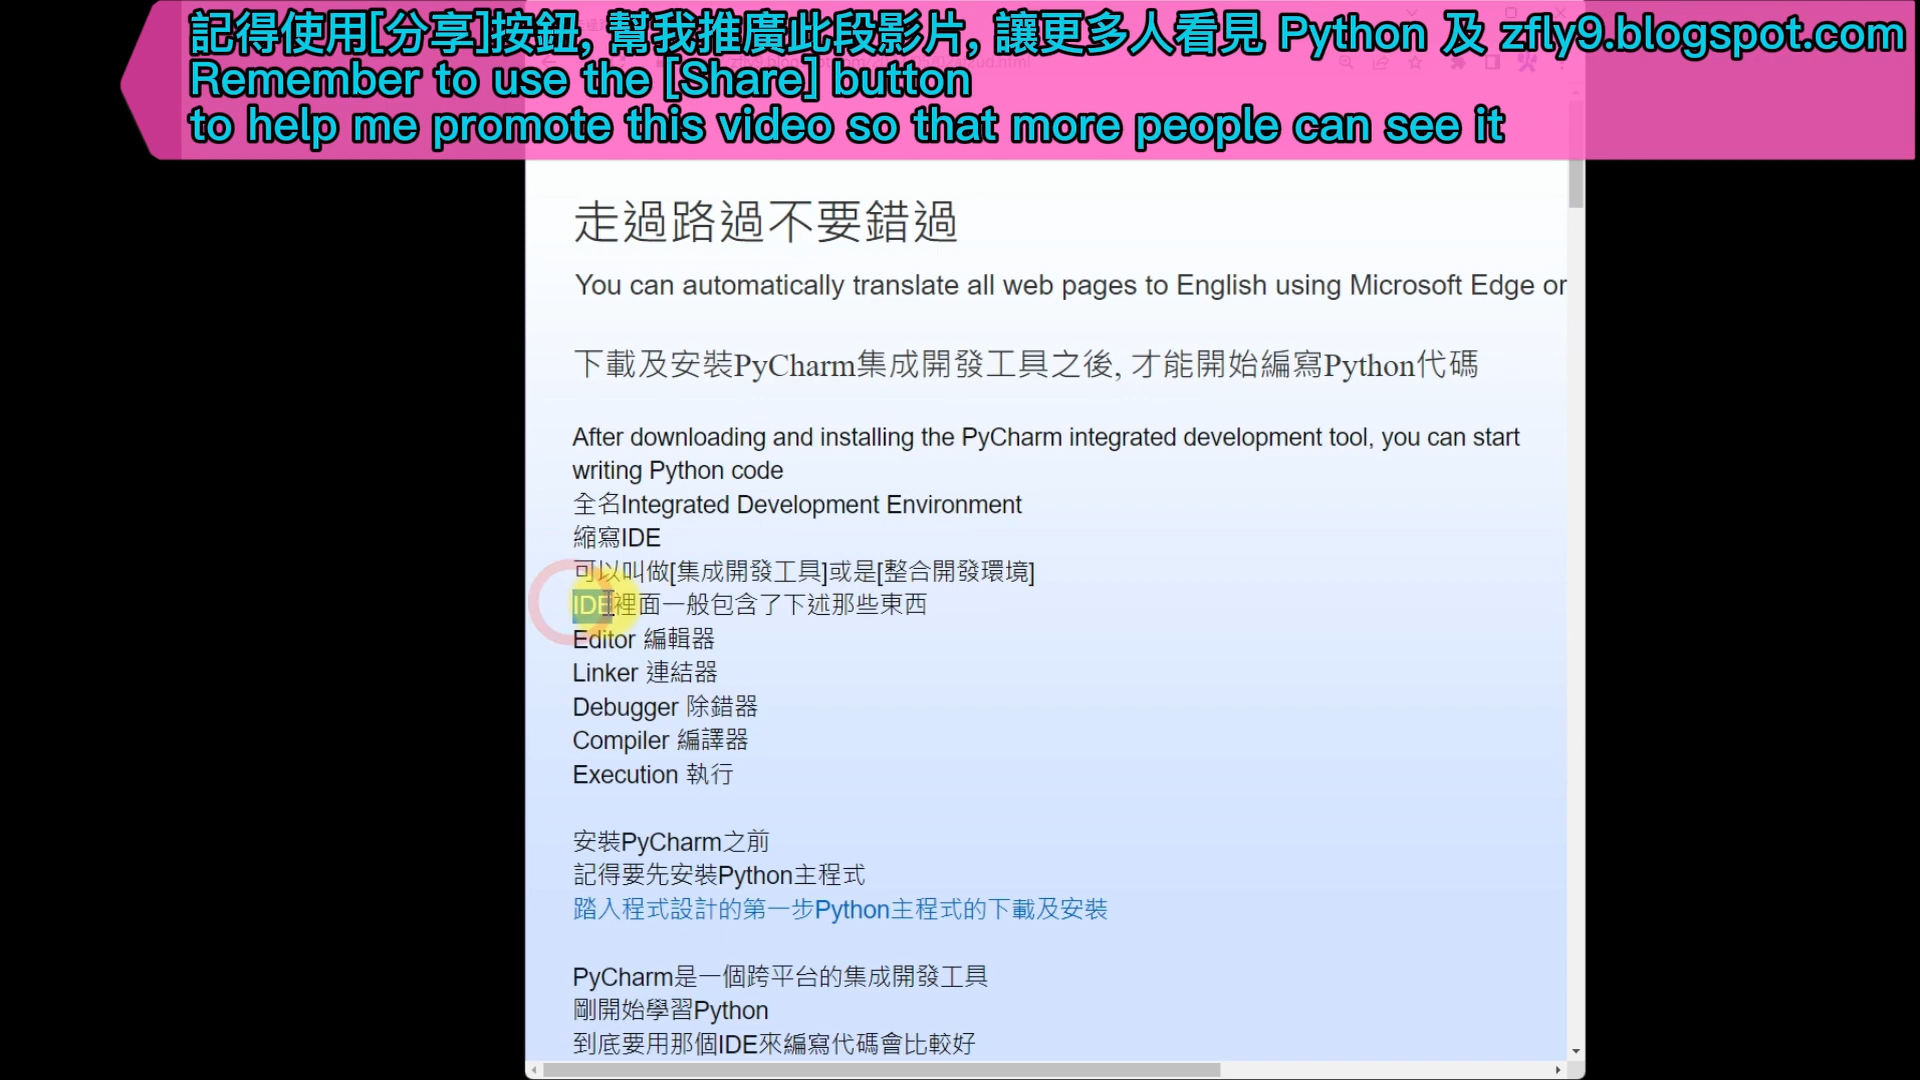 記得使用[分享]按鈕, 幫我推廣此段影片, 讓更多人看見 Python 及 zfly9.blogspot.com
Remember to use the [Share] button
to help me promote this video so that more people can see it
走過路過不要錯過
You can automatically translate all web pages to English using Microsoft Edge or
下載及安裝PyCharm集成開發工具之後, 才能開始編寫Python代碼
After downloading and installing the PyCharm integrated development tool, you can start
writing Python code
全名Integrated Development Environment
縮寫IDE
可以叫做[集成開發工具]或是[整合開發環境]
IDE裡面一般包含了下述那些東西
Editor 編輯器
Linker 連結器
Debugger 除錯器
Compiler 編譯器
Execution 執行
安裝PyCharm之前
記得要先安裝Python主程式
踏入程式設計的第一步Python主程式的下載及安裝
PyCharm是一個跨平台的集成開發工具
剛開始學習Python
到底要用那個IDE來編寫代碼會比較好